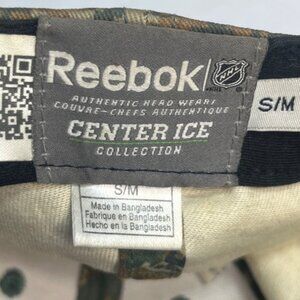 Reebok NHL
AUTHENTIC HEAD WEAR/
COUVRE-CHEFS AUTHENTIQUE
CENTER ICE
COLLECTION
S/M
S/M
Made in Bangladesh
Fabriqué en Bangladesh
Hecho en la Bangladesh